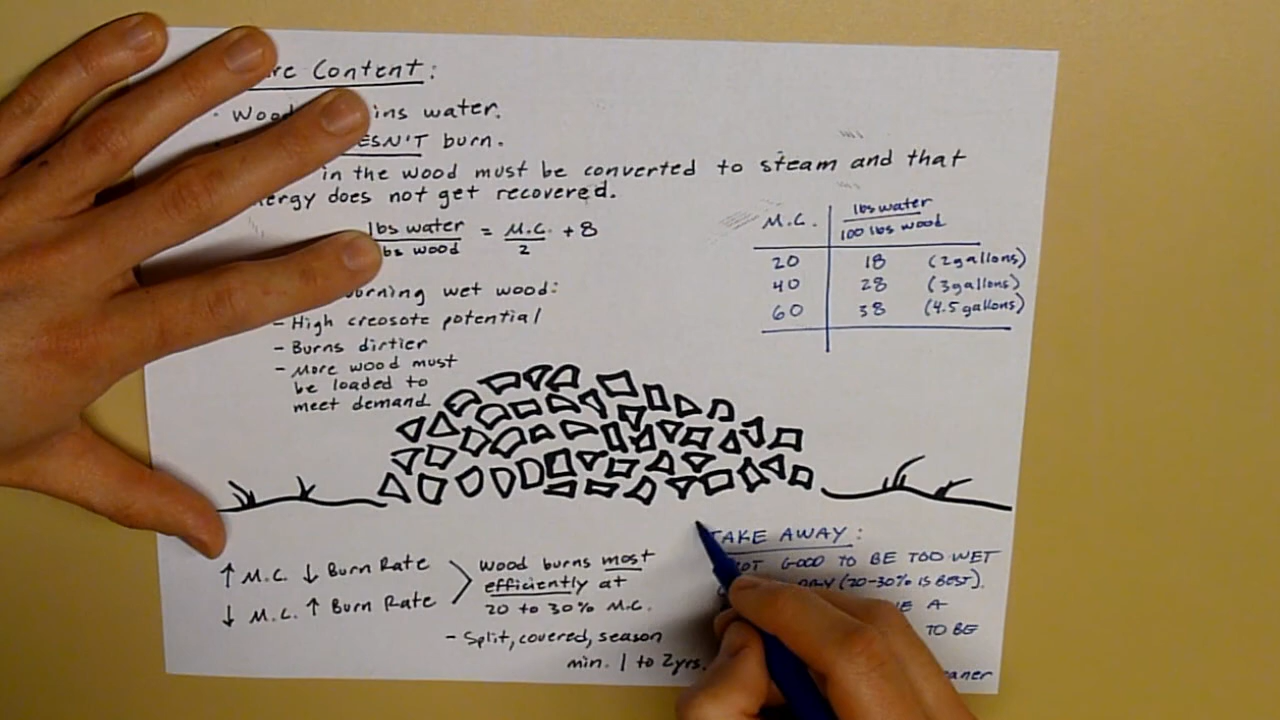 Content:
Wood ins water.
ESN'T burn.
in the wood must be converted to steam and that
ergy does not get recovered.
lbs water = M.C. + 8
lbs wood 2
burning wet wood:
- High creosote potential
- Burns dirtier
- More wood must
be loaded to
meet demand
M.C. lbs water
100 lbs wood
20 18 (2 gallons)
40 28 (3 gallons)
60 38 (4.5 gallons)
↑ M.C. ↓ Burn Rate
↓ M.C. ↑ Burn Rate
Wood burns most
efficiently at
20 to 30% M.C.
- Split, covered, season
min. 1 to 2yrs.
TAKE AWAY:
NOT GOOD TO BE TOO WET
DRY (20-30% IS BEST).
A
TO BE